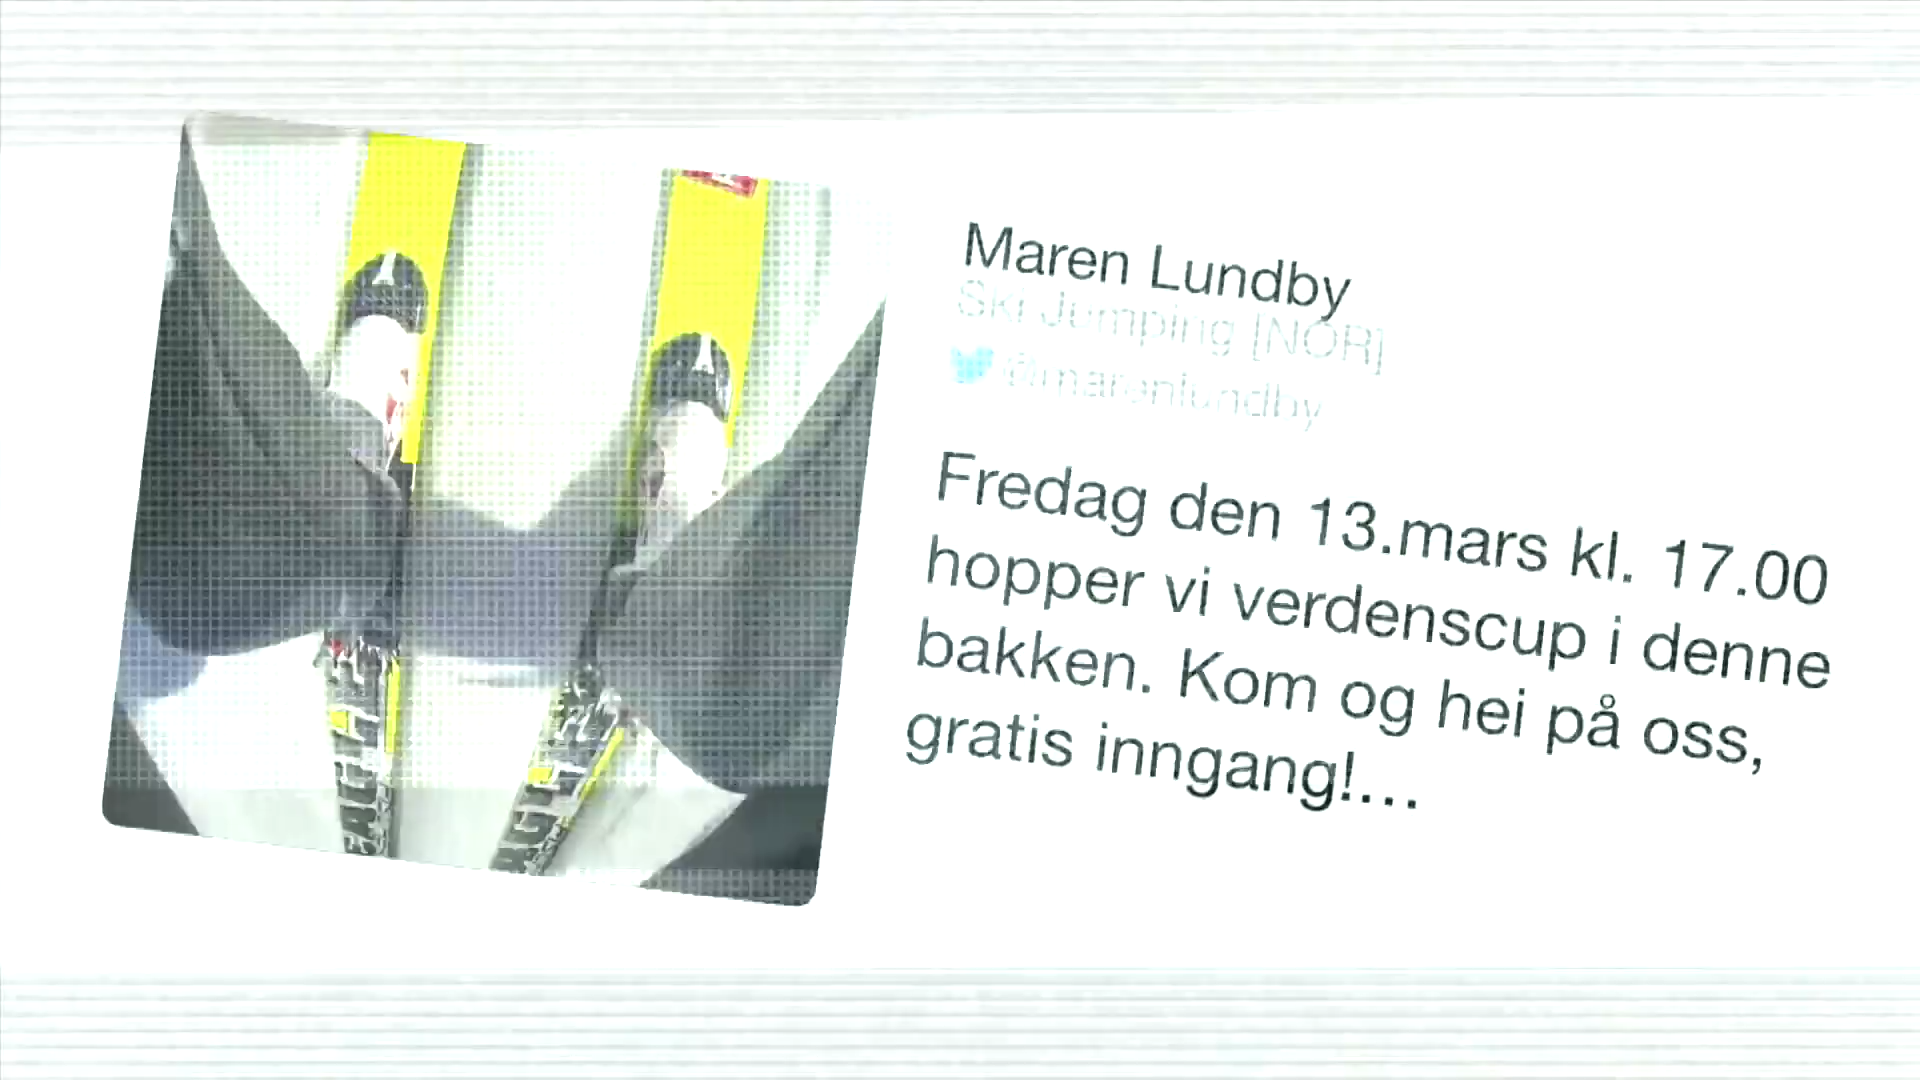 Maren Lundby
Ski Jumping [NOR]
@marenlundby
Fredag den 13.mars kl. 17.00
hopper vi verdenscup i denne
bakken. Kom og hei på oss,
gratis inngang!...